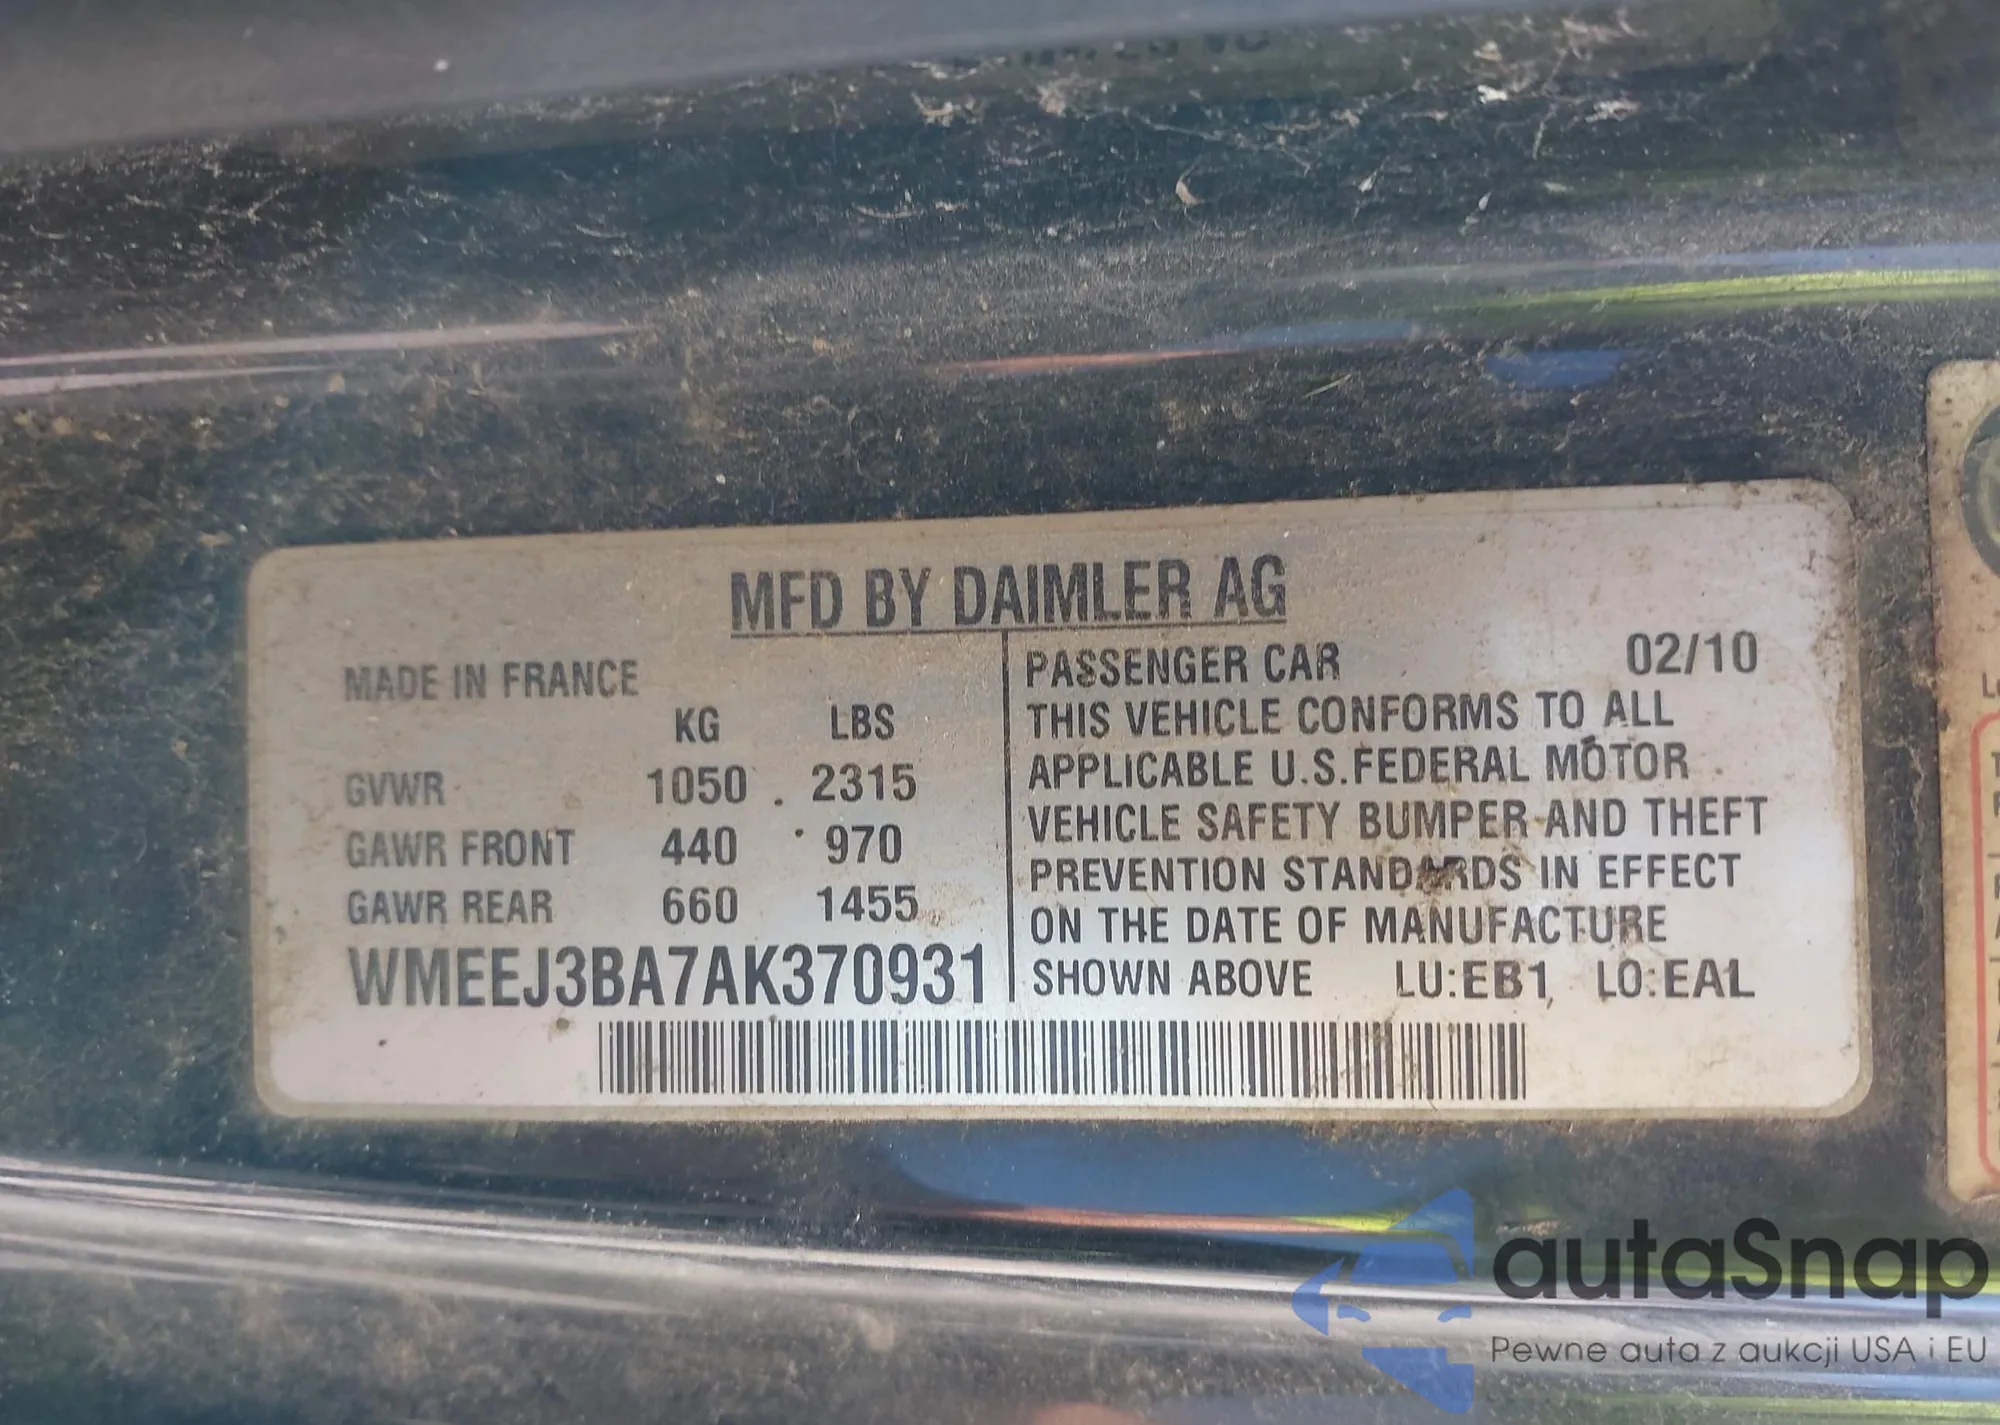 MFD BY DAIMLER AG
MADE IN FRANCE
KG LBS
GVWR 1050 2315
GAWR FRONT 440 970
GAWR REAR 660 1455
WMEEJ3BA7AK370931
PASSENGER CAR 02/10
THIS VEHICLE CONFORMS TO ALL
APPLICABLE U.S.FEDERAL MOTOR
VEHICLE SAFETY BUMPER AND THEFT
PREVENTION STANDARDS IN EFFECT
ON THE DATE OF MANUFACTURE
SHOWN ABOVE LU:EB1, LO:EAL
autaSnap
Pewne auta z aukcji USA i EU